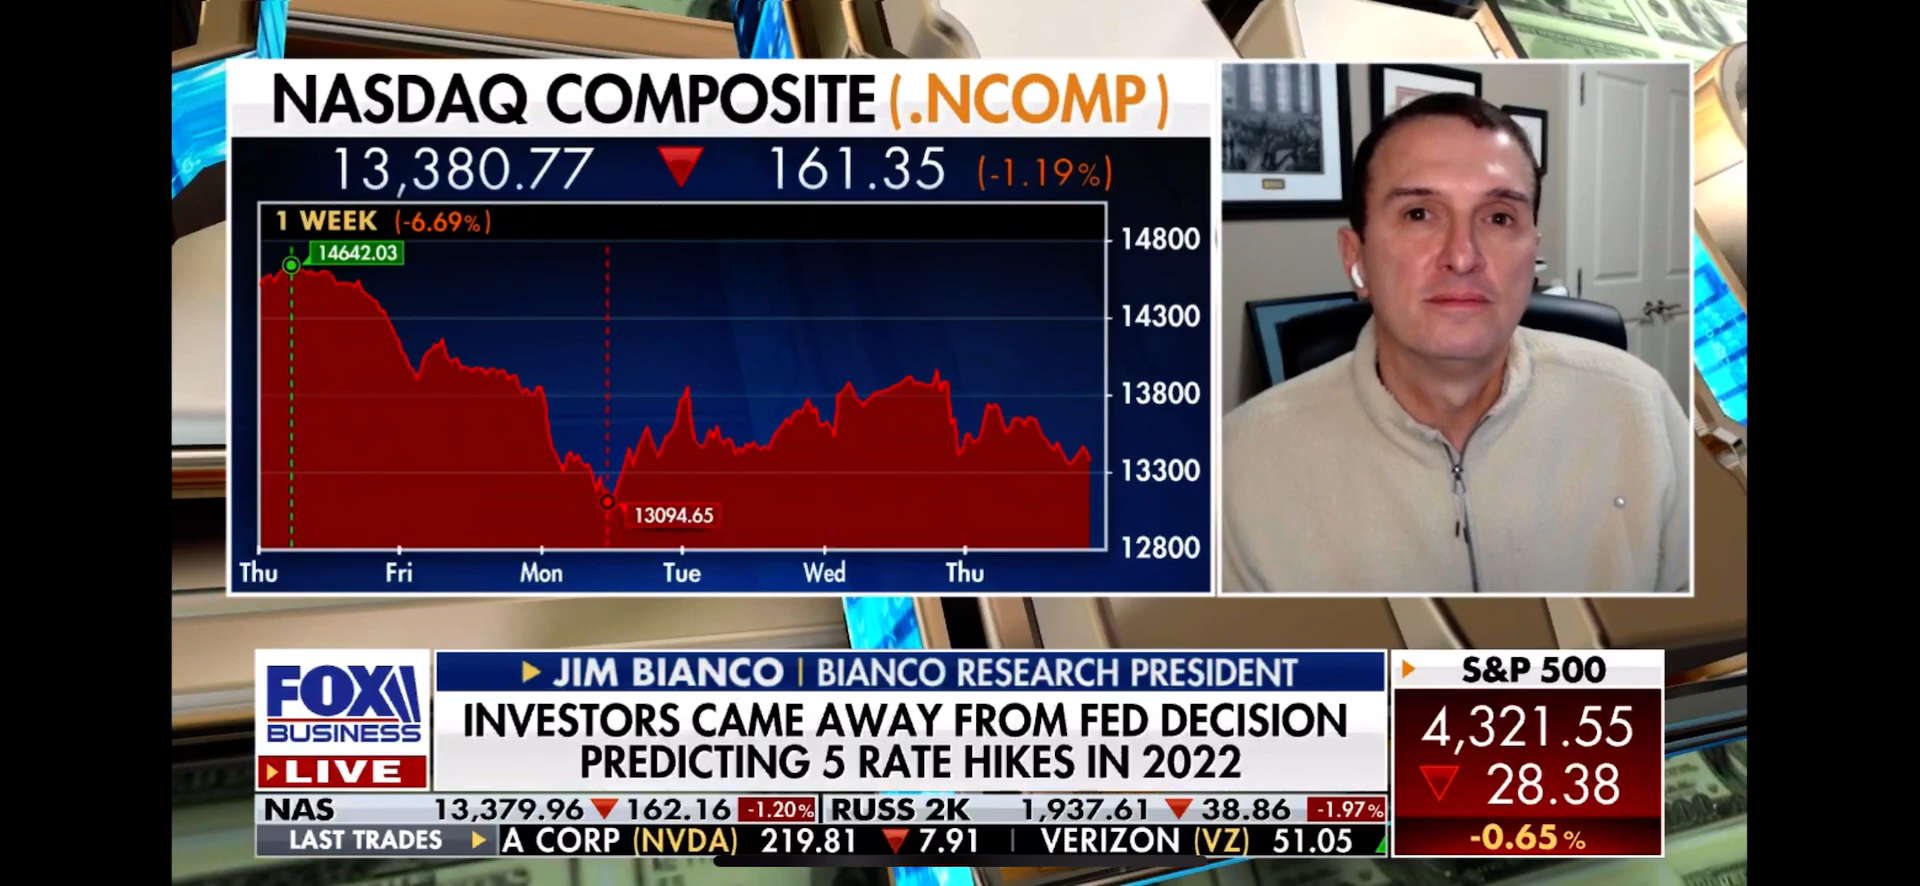 NASDAQ COMPOSITE (.NCOMP)
13,380.77 ▼ 161.35 (-1.19%)
1 WEEK (-6.69%)
14642.03
13094.65
14800
14300
13800
13300
12800
Thu Fri Mon Tue Wed Thu
FOX
BUSINESS
LIVE
JIM BIANCO | BIANCO RESEARCH PRESIDENT
INVESTORS CAME AWAY FROM FED DECISION
PREDICTING 5 RATE HIKES IN 2022
NAS 13,379.96 ▼ 162.16 -1.20% RUSS 2K 1,937.61 ▼ 38.86 -1.97%
LAST TRADES A CORP (NVDA) 219.81 ▼ 7.91 | VERIZON (VZ) 51.05
S&P 500
4,321.55
▽ 28.38
-0.65%